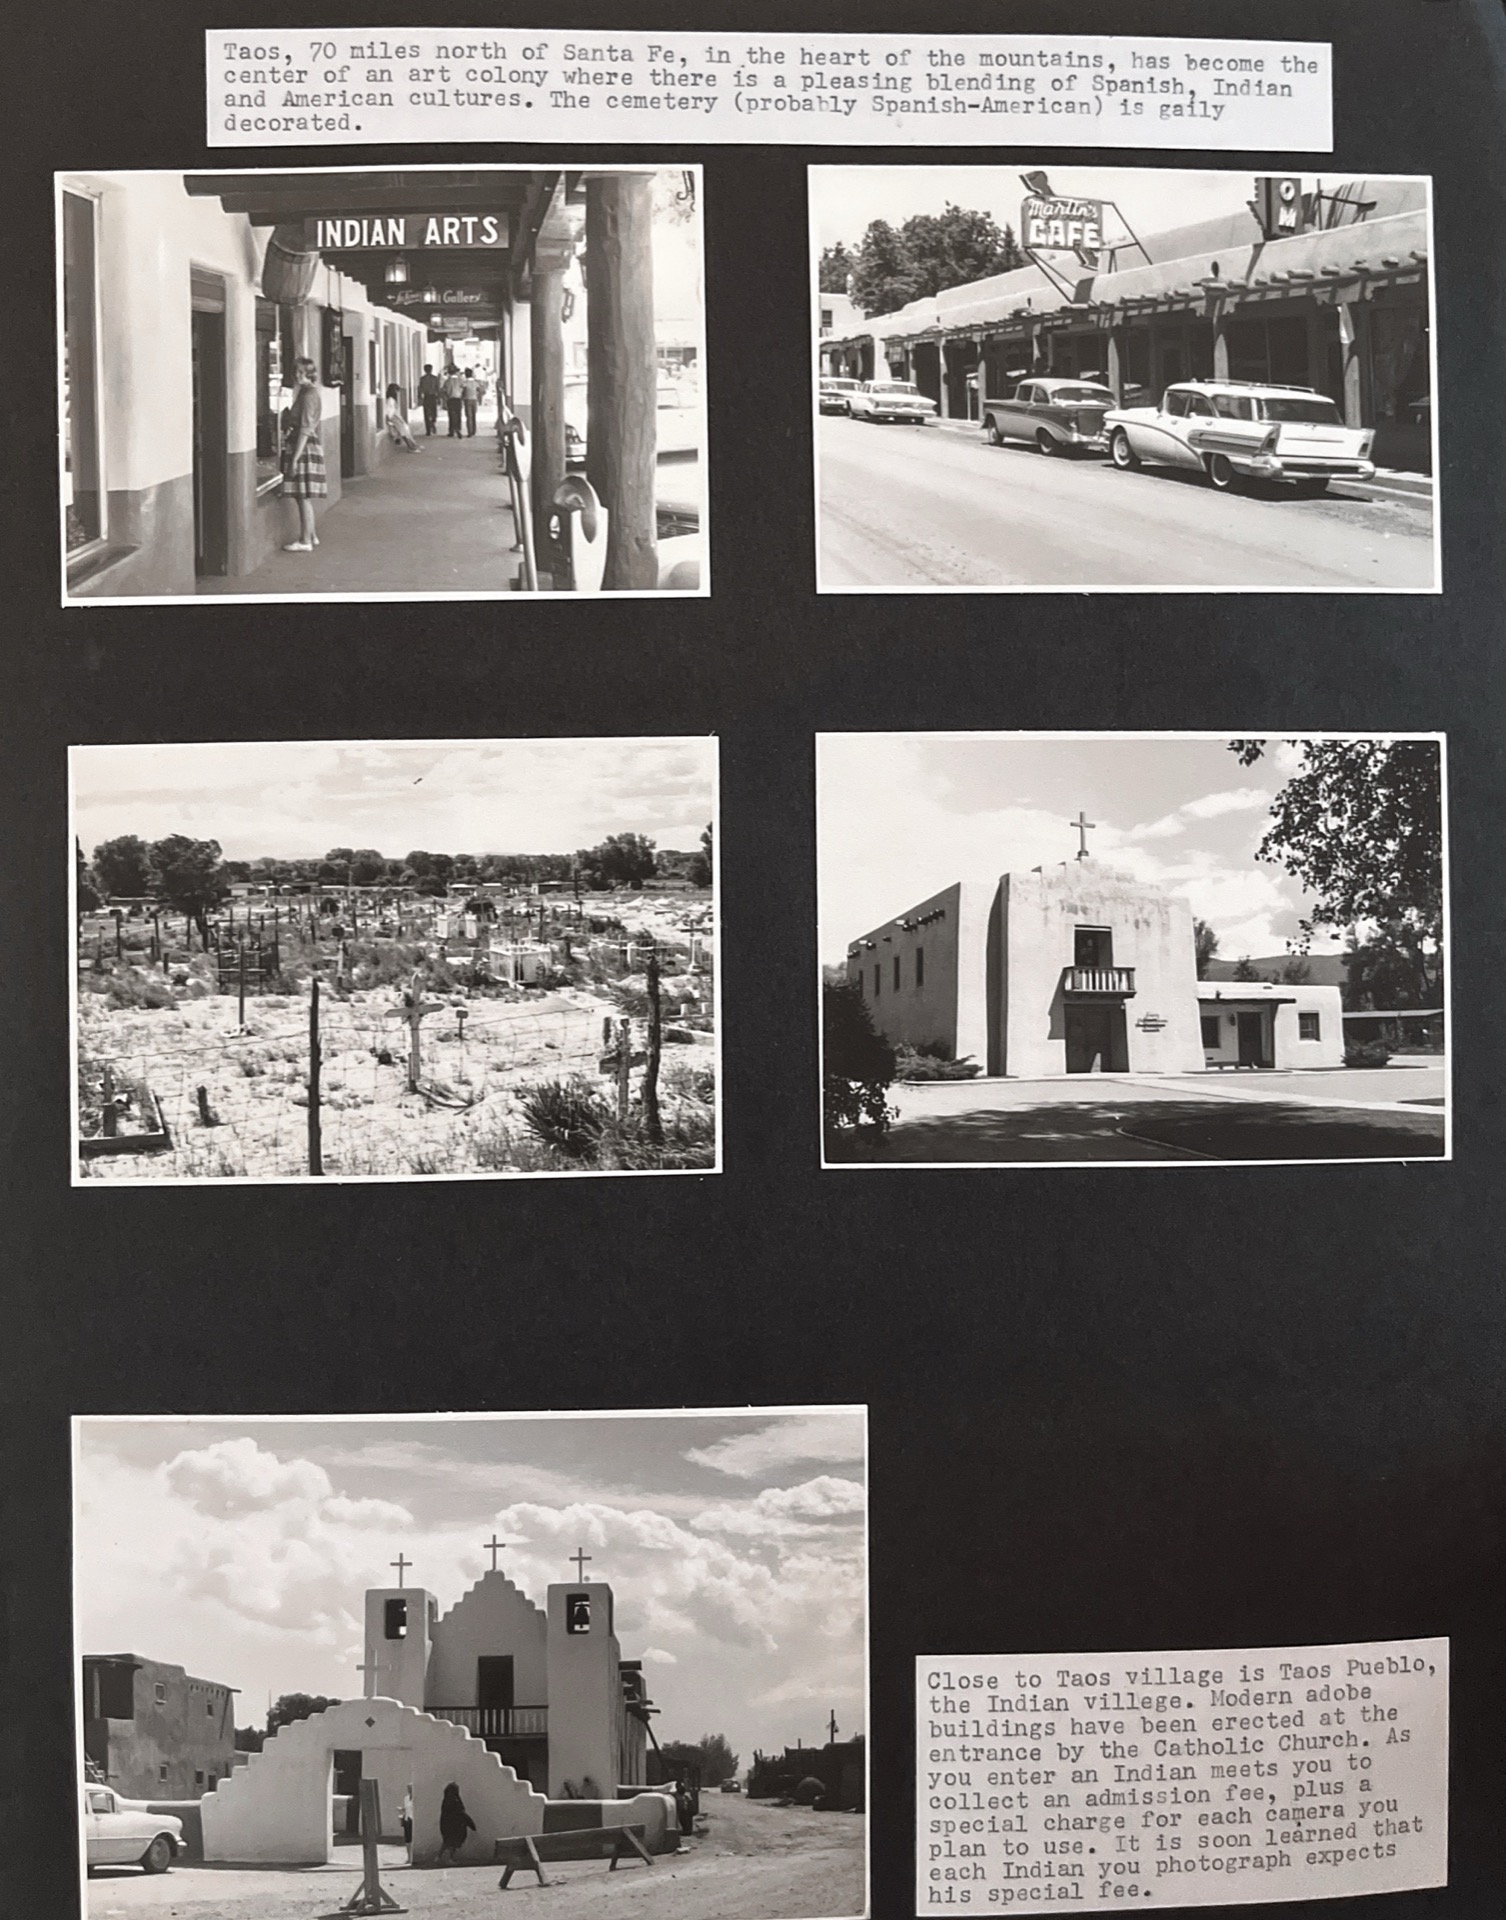 Taos, 70 miles north of Santa Fe, in the heart of the mountains, has become the
center of an art colony where there is a pleasing blending of Spanish, Indian
and American cultures. The cemetery (probably Spanish-American) is gaily
decorated.
INDIAN ARTS
Gallery
Martin's
CAFE
OM
Close to Taos village is Taos Pueblo,
the Indian villege. Modern adobe
buildings have been erected at the
entrance by the Catholic Church. As
you enter an Indian meets you to
collect an admission fee, plus a
special charge for each camera you
plan to use. It is soon learned that
each Indian you photograph expects
his special fee.